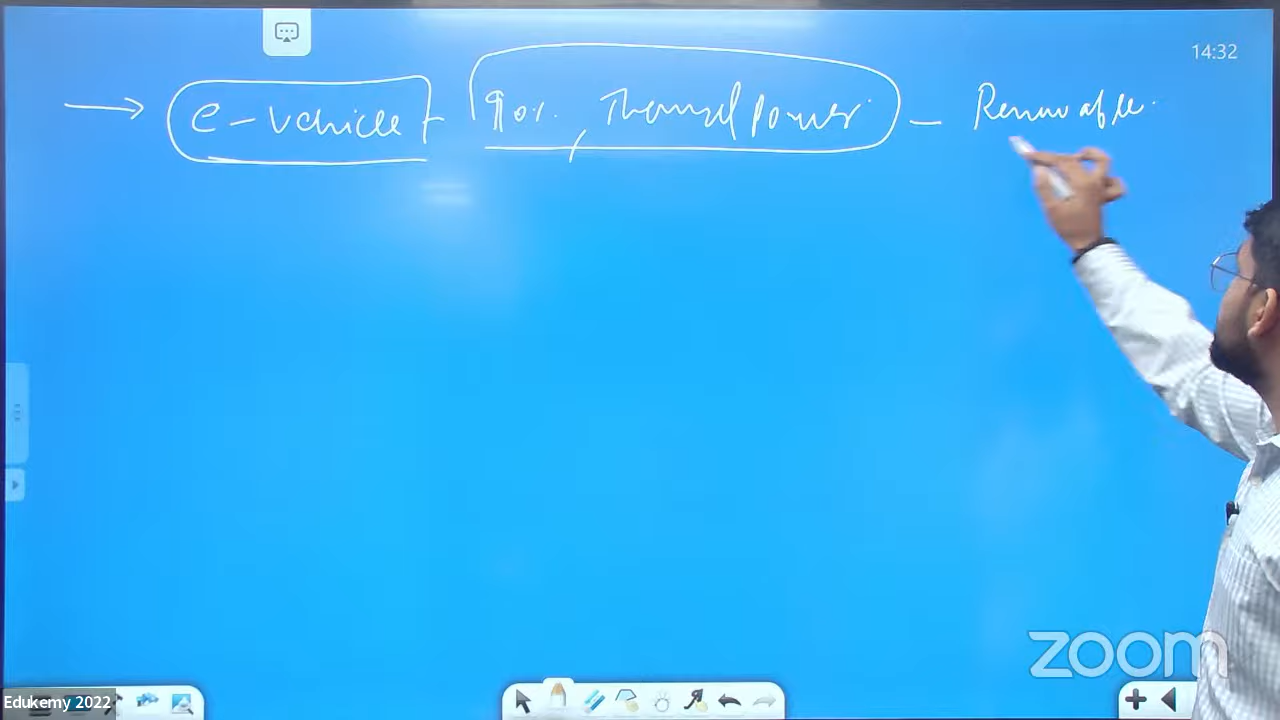 14:32
→ e-vehicle - 90%. Thermal power - Renewable.
zoom
Edukemy 2022